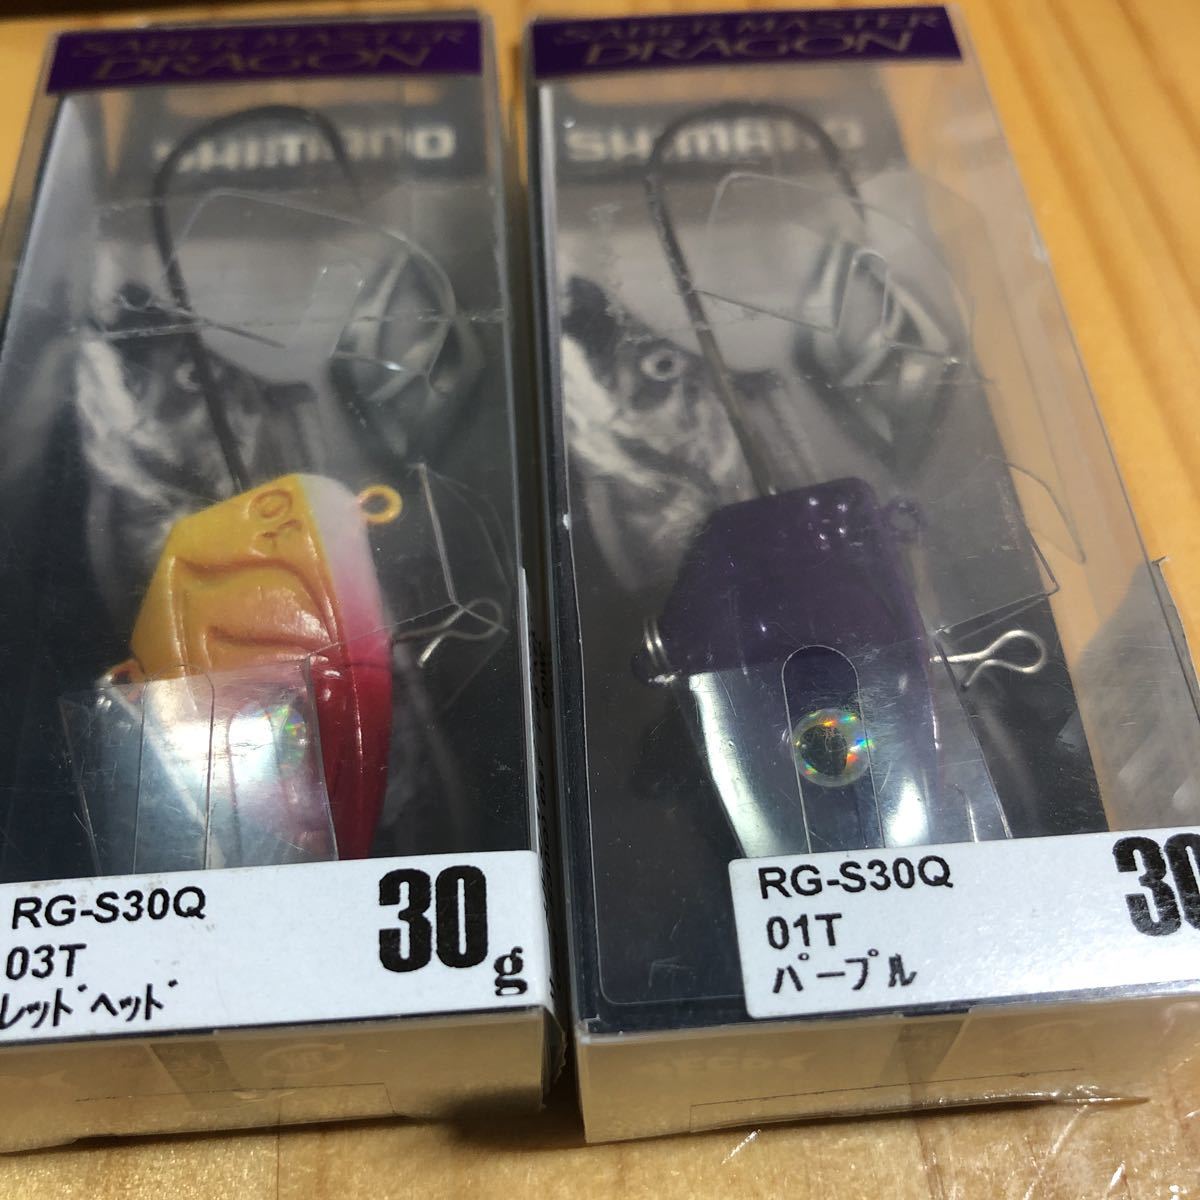 SABER MASTER
DRAGON
SHIMANO
RG-S30Q
03T
レッドヘッド
30g
SABER MASTER
DRAGON
SHIMANO
RG-S30Q
01T
パープル
30